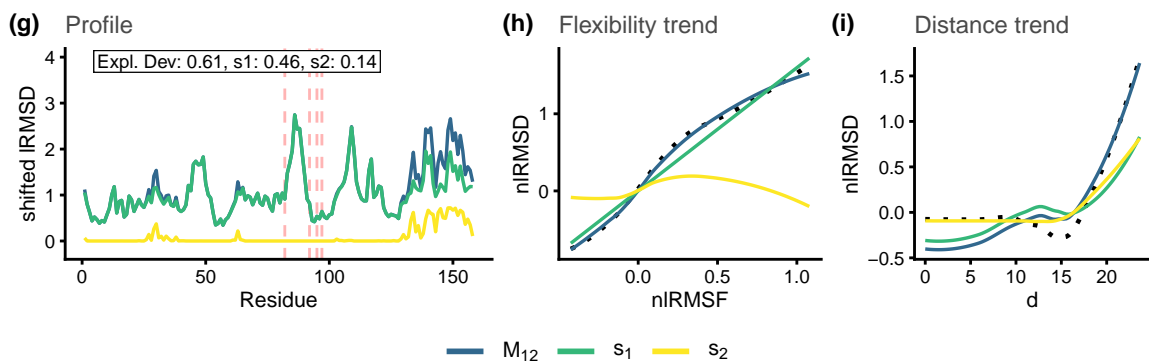 (g) Profile
Expl. Dev: 0.61, s1: 0.46, s2: 0.14
shifted lRMSD
4
3
2
1
0
0 50 100 150
Residue
(h) Flexibility trend
nlRMSD
1
0
0.0 0.5 1.0
nlRMSF
(i) Distance trend
nlRMSD
1.5
1.0
0.5
0.0
−0.5
0 5 10 15 20
d
M12 s1 s2